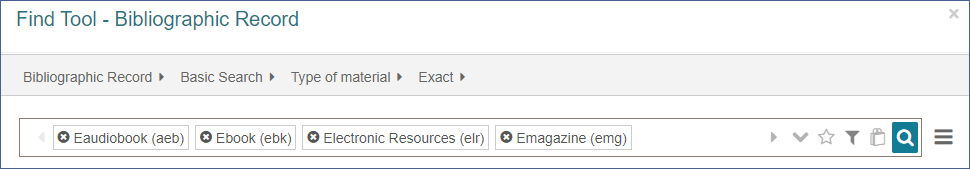 Find Tool - Bibliographic Record
Bibliographic Record Basic Search Type of material Exact
Eaudiobook (aeb) Ebook (ebk) Electronic Resources (elr) Emagazine (emg)